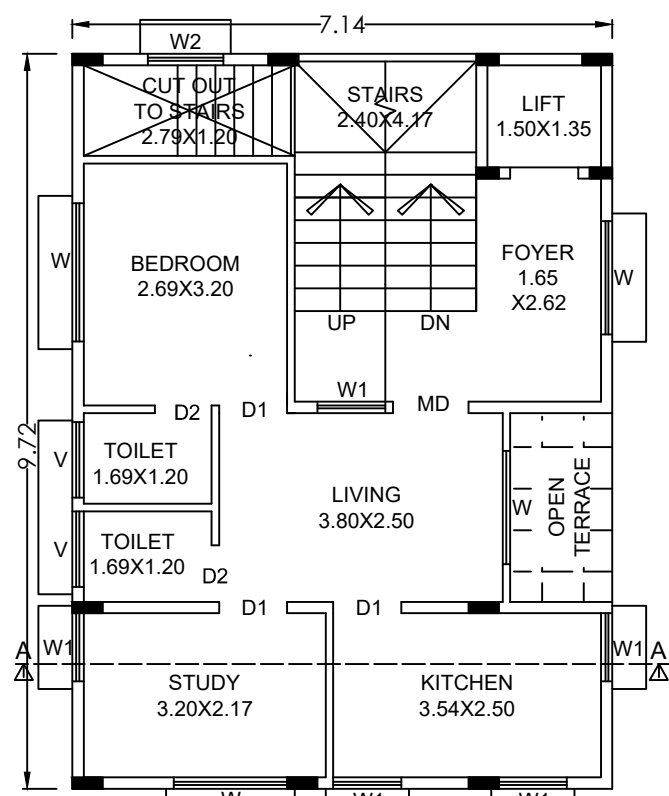 7.14
W2
CUT OUT
TO STAIRS
2.79X1.20
STAIRS
2.40X4.17
LIFT
1.50X1.35
W
BEDROOM
2.69X3.20
FOYER
1.65
X2.62
W
UP
DN
W1
MD
D2
D1
9.72
V
TOILET
1.69X1.20
LIVING
3.80X2.50
W
OPEN
TERRACE
V
TOILET
1.69X1.20
D2
D1
D1
A
W1
STUDY
3.20X2.17
KITCHEN
3.54X2.50
W1
A
W
W1
W1